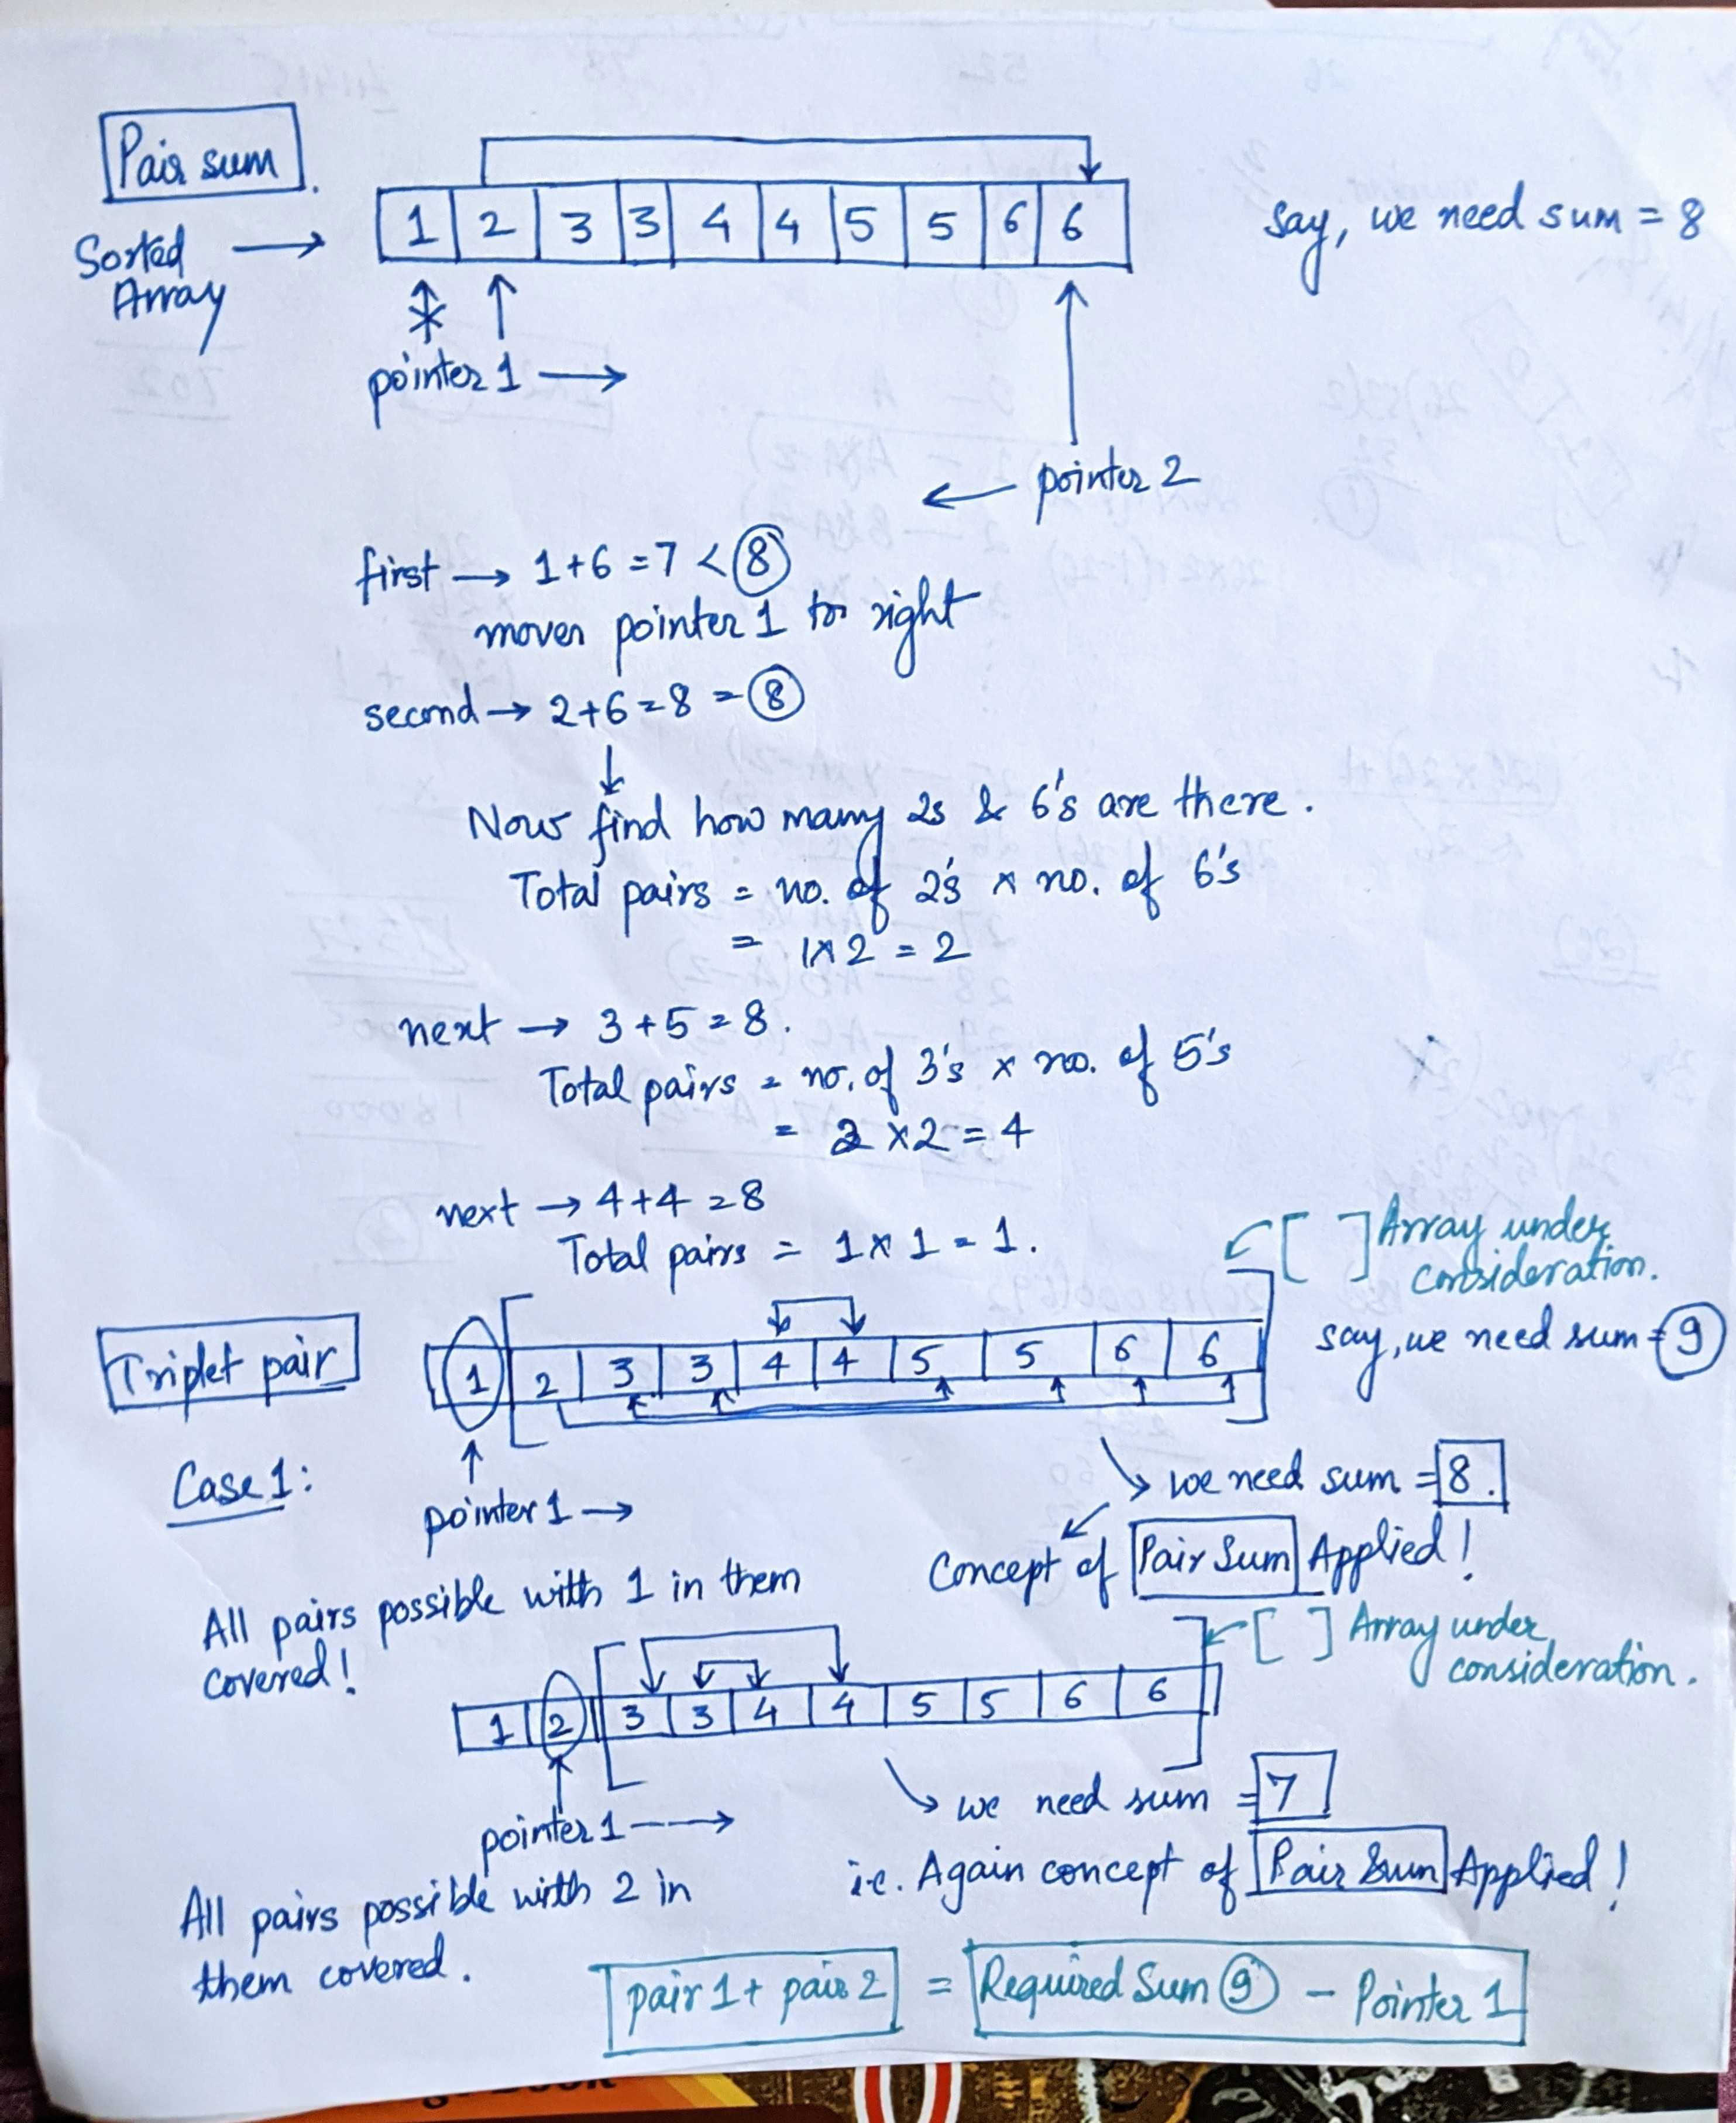 Pair sum
Sorted Array →
1 2 3 3 4 4 5 5 6 6
Say, we need sum = 8
pointer 1 →
← pointer 2
first → 1+6 = 7 < 8
moven pointer 1 to right
second → 2+6 = 8 = 8
Now find how many 2s & 6's are there.
Total pairs = no. of 2's × no. of 6's
= 1×2 = 2
next → 3+5 = 8.
Total pairs = no. of 3's × no. of 5's
= 2 ×2 = 4
next → 4+4 = 8
Total pairs = 1×1 = 1.
[ ] Array under
consideration.
Triplet pair
1 2 3 3 4 4 5 5 6 6
say, we need sum = 9
Case 1:
pointer 1 →
we need sum = 8.
Concept of Pair Sum Applied!
All pairs possible with 1 in them
covered!
[ ] Array under
consideration.
1 2 3 3 4 4 5 5 6 6
pointer 1 →
we need sum = 7
i.e. Again concept of Pair Sum Applied!
All pairs possible with 2 in
them covered.
pair 1 + pair 2 = Required Sum 9 - Pointer 1